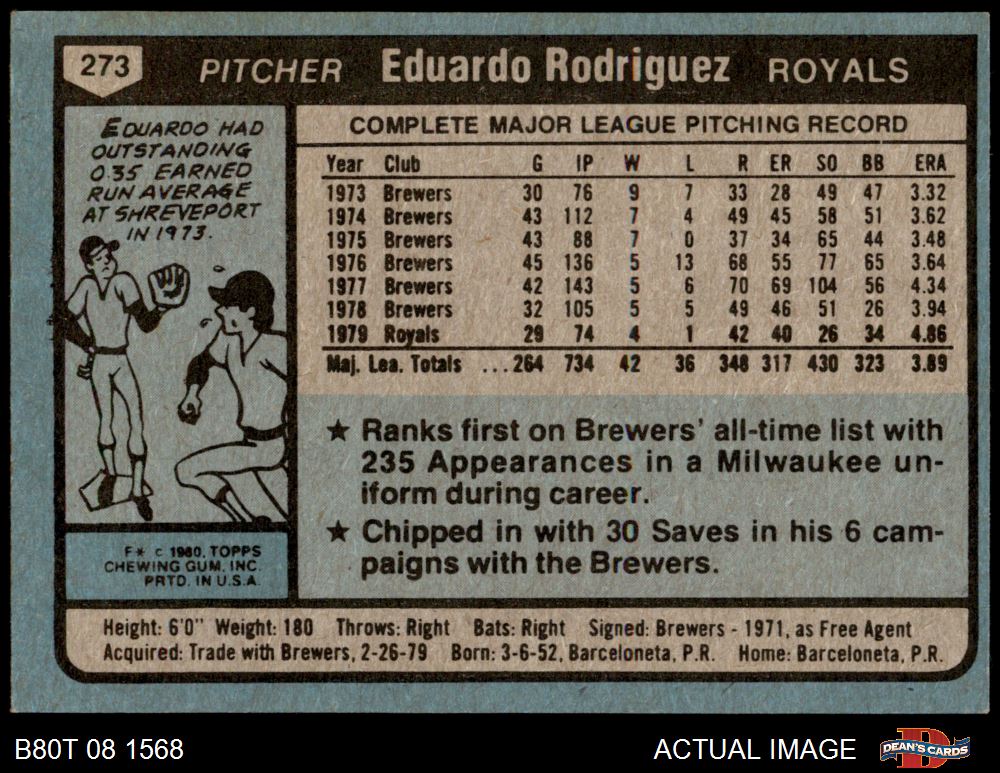 273 PITCHER Eduardo Rodriguez ROYALS
EDUARDO HAD
OUTSTANDING
0.35 EARNED
RUN AVERAGE
AT SHREVEPORT
IN 1973.
F* © 1980, TOPPS
CHEWING GUM, INC.
PRTD. IN U.S.A.
COMPLETE MAJOR LEAGUE PITCHING RECORD
Year Club G IP W L R ER SO BB ERA
1973 Brewers 30 76 9 7 33 28 49 47 3.32
1974 Brewers 43 112 7 4 49 45 58 51 3.62
1975 Brewers 43 88 7 0 37 34 65 44 3.48
1976 Brewers 45 136 5 13 68 55 77 65 3.64
1977 Brewers 42 143 5 6 70 69 104 56 4.34
1978 Brewers 32 105 5 5 49 46 51 26 3.94
1979 Royals 29 74 4 1 42 40 26 34 4.86
Maj. Lea. Totals ...264 734 42 36 348 317 430 323 3.89
★ Ranks first on Brewers' all-time list with
235 Appearances in a Milwaukee un-
iform during career.
★ Chipped in with 30 Saves in his 6 cam-
paigns with the Brewers.
Height: 6'0" Weight: 180 Throws: Right Bats: Right Signed: Brewers - 1971, as Free Agent
Acquired: Trade with Brewers, 2-26-79 Born: 3-6-52, Barceloneta, P.R. Home: Barceloneta, P.R.
B80T 08 1568 ACTUAL IMAGE DEAN'S CARDS